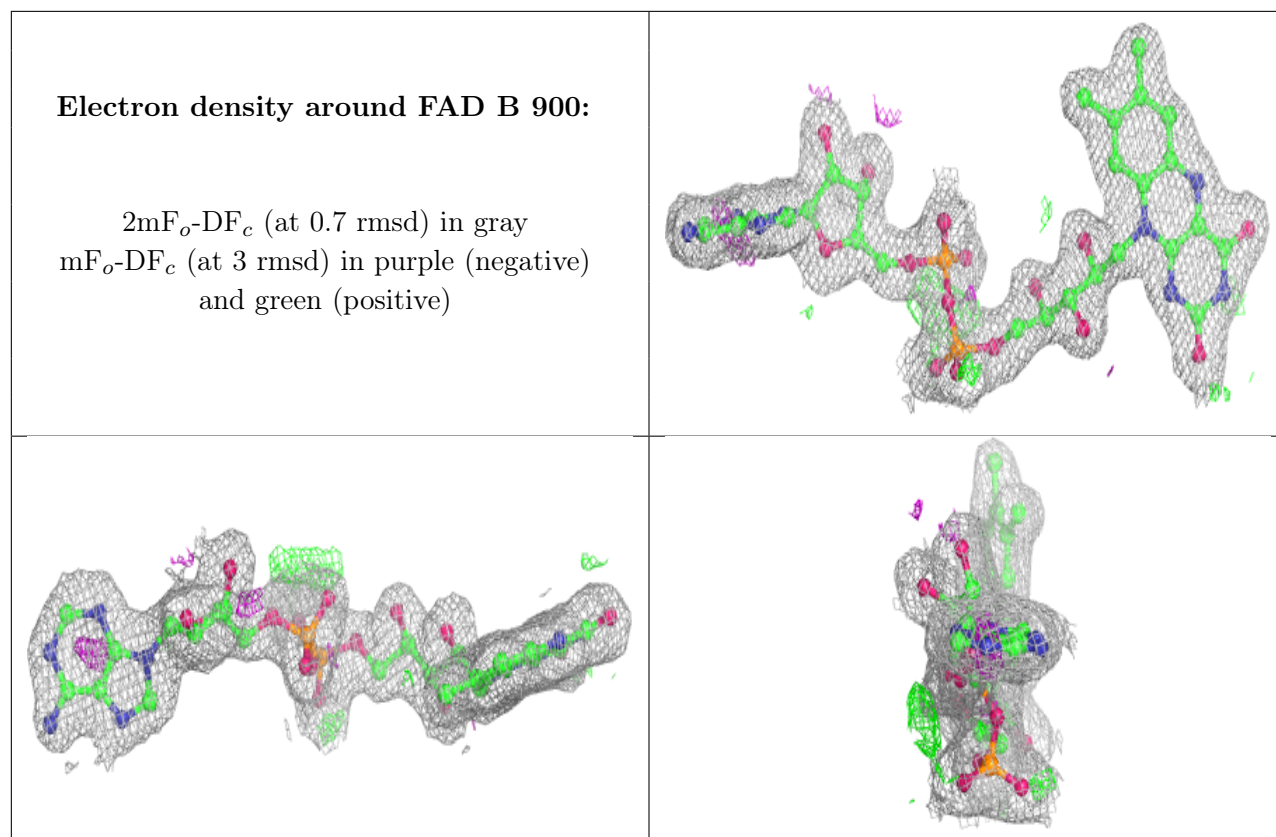 Electron density around FAD B 900:
2mFo-DFc (at 0.7 rmsd) in gray
mFo-DFc (at 3 rmsd) in purple (negative)
and green (positive)